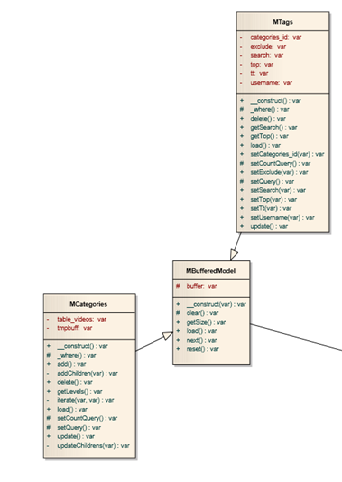 MTags
- categories_id: var
- exclude: var
- search: var
- top: var
- tt: var
- username: var
+ __construct() : var
# _where() : var
+ delete() : var
+ getSearch() : var
+ getTop() : var
+ load() : var
+ setCategories_id(var) : var
# setCountQuery() : var
+ setExclude(var) : var
# setQuery() : var
+ setSearch(var) : var
+ setTop(var) : var
+ setTt(var) : var
+ setUsername(var) : var
+ update() : var
MBufferedModel
# buffer: var
+ __construct(var) : var
# clear() : var
+ getSize() : var
+ load() : var
+ next() : var
+ reset() : var
MCategories
- table_videos: var
- tmpbuff: var
+ __construct() : var
# _where() : var
+ add() : var
- addChildren(var) : var
+ delete() : var
+ getLevels() : var
- iterate(var, var) : var
+ load() : var
# setCountQuery() : var
# setQuery() : var
+ update() : var
- updateChildrens(var) : var